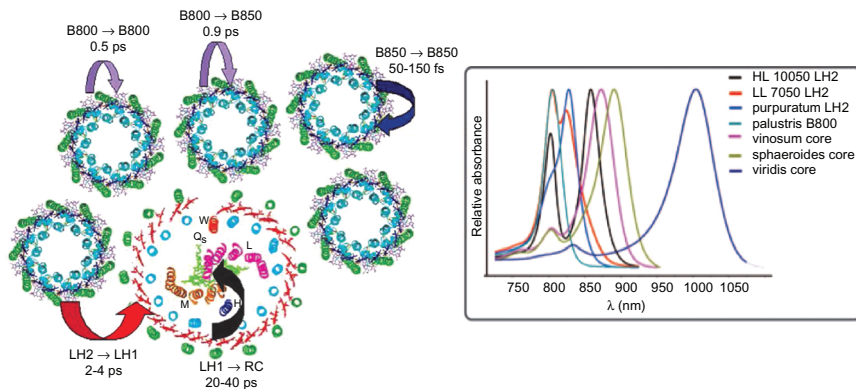 B800 → B800
0.5 ps
B800 → B850
0.9 ps
B850 → B850
50-150 fs
W
Qs
L
M
H
LH2 → LH1
2-4 ps
LH1 → RC
20-40 ps
HL 10050 LH2
LL 7050 LH2
purpuratum LH2
palustris B800
vinosum core
sphaeroides core
viridis core
Relative absorbance
750 800 850 900 950 1000 1050
λ (nm)